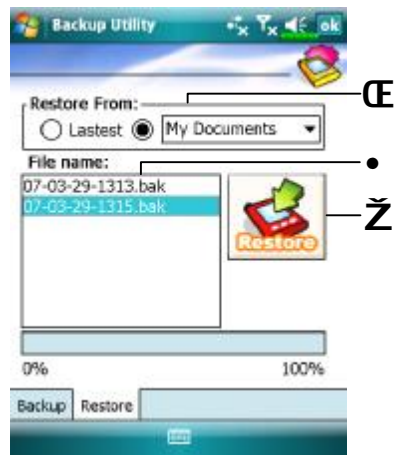 Backup Utility ok
Restore From: Œ
Lastest My Documents
File name: •
07-03-29-1313.bak
07-03-29-1315.bak
Restore Ž
0% 100%
Backup Restore